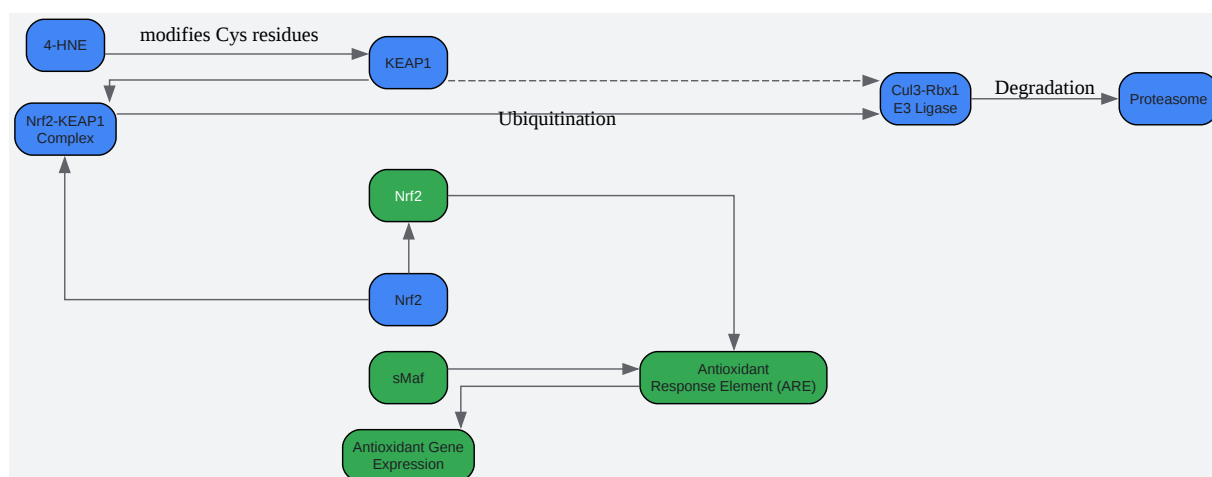 modifies Cys residues
4-HNE
KEAP1
Cul3-Rbx1
E3 Ligase
Degradation
Proteasome
Nrf2-KEAP1
Complex
Ubiquitination
Nrf2
Nrf2
sMaf
Antioxidant
Response Element (ARE)
Antioxidant Gene
Expression